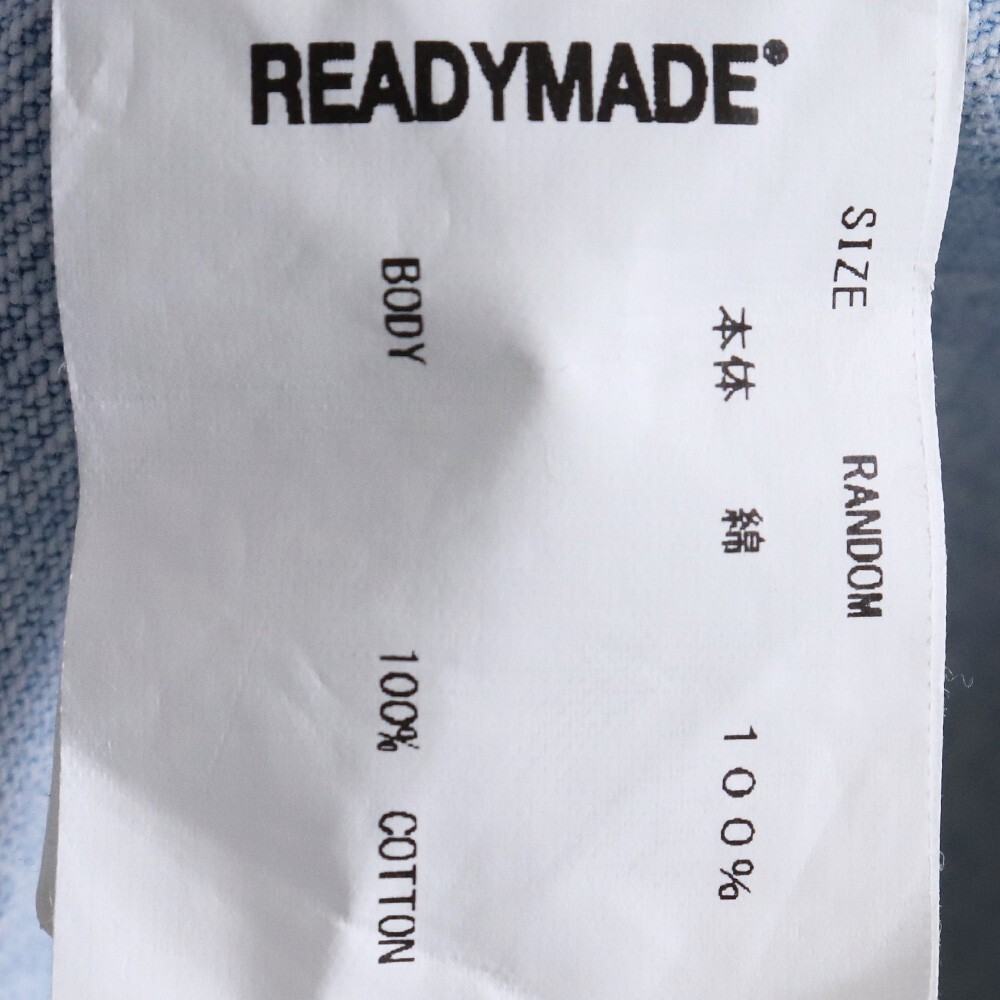 READYMADE®
SIZE RANDOM
本体 綿 100%
BODY 100% COTTON